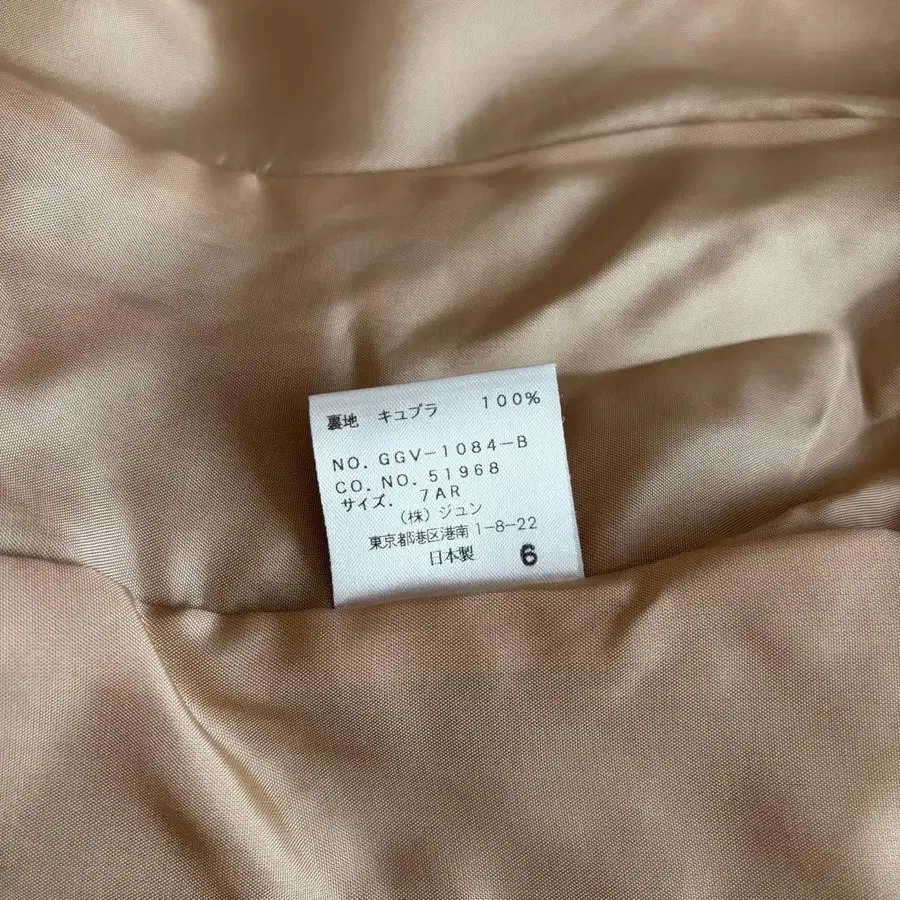 裏地 キュプラ 100%
NO. GGV-1084-B
CO. NO. 51968
サイズ. 7AR
(株)ジュン
東京都港区港南1-8-22
日本製 6